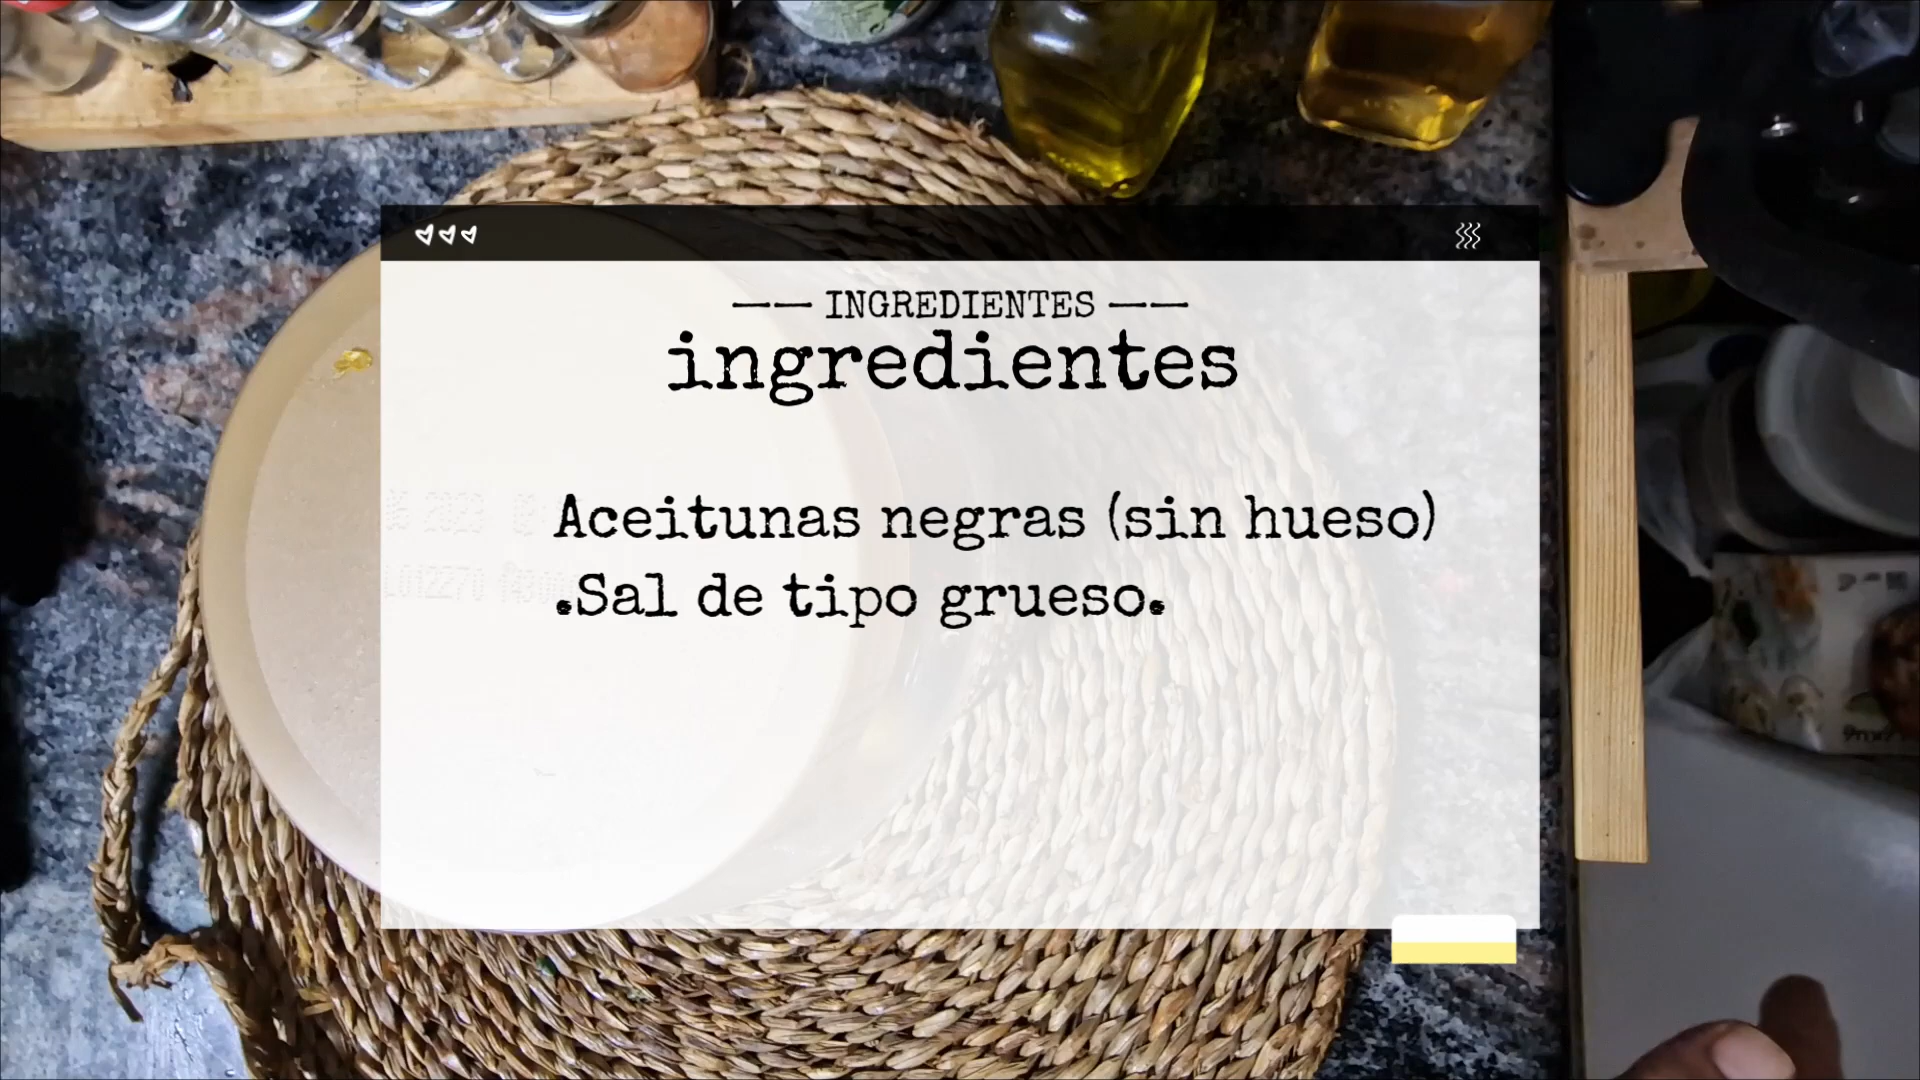 —— INGREDIENTES ——
ingredientes
Aceitunas negras (sin hueso)
.Sal de tipo grueso.